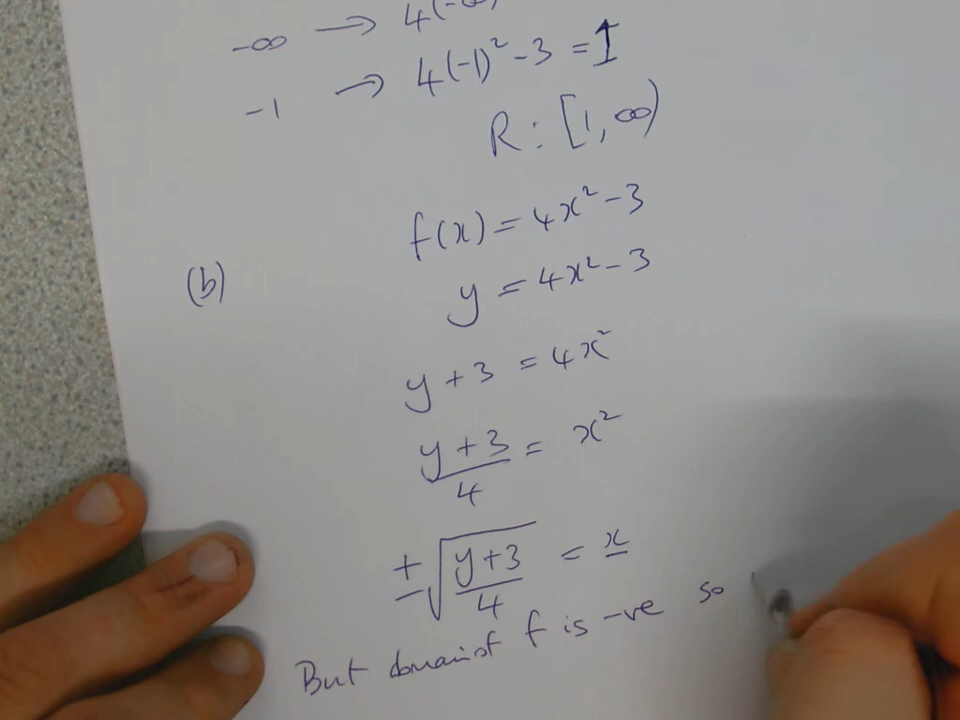 -∞ → 4(-∞)
-1 → 4(-1)² - 3 = 1
R : [1, ∞)
f(x) = 4x² - 3
(b)
y = 4x² - 3
y + 3 = 4x²
y + 3 / 4 = x²
± √(y+3 / 4) = x
But domain of f is -ve so